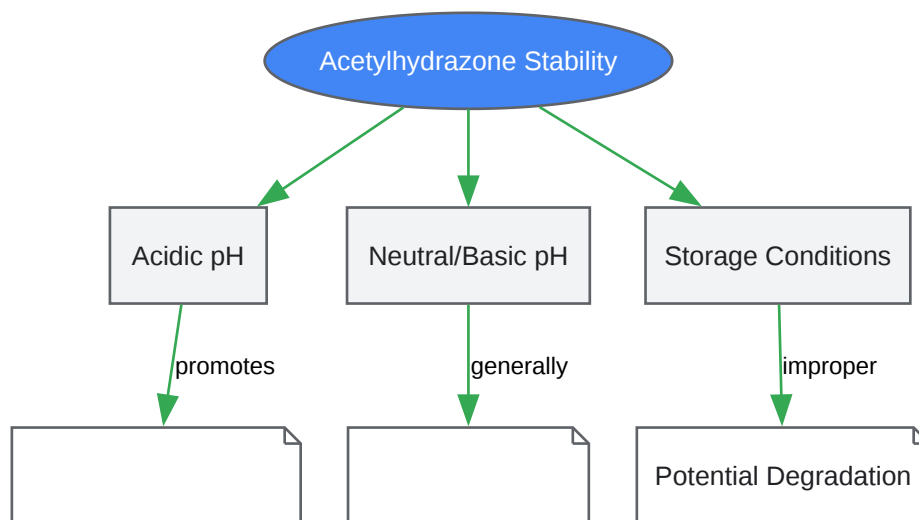 Acetylhydrazone Stability
Acidic pH
Neutral/Basic pH
Storage Conditions
promotes
generally
improper
Potential Degradation